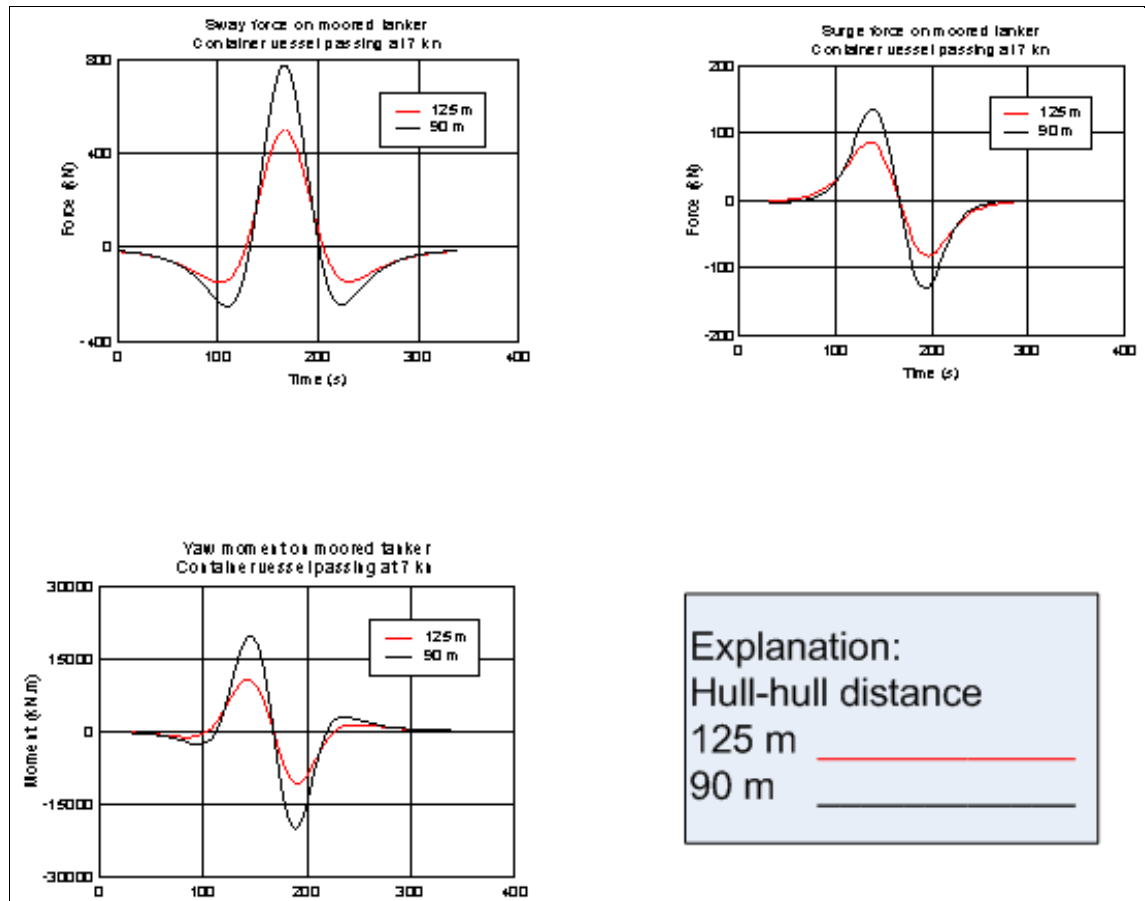 Sway force on moored tanker
Container vessel passing at 7 kn
800
400
0
-400
Force (kN)
125 m
90 m
0 100 200 300 400
Time (s)
Surge force on moored tanker
Container vessel passing at 7 kn
200
100
0
-100
-200
Force (kN)
125 m
90 m
0 100 200 300 400
Time (s)
Yaw moment on moored tanker
Container vessel passing at 7 kn
30000
15000
0
-15000
-30000
Moment (kN.m)
125 m
90 m
0 100 200 300 400
Explanation:
Hull-hull distance
125 m
90 m